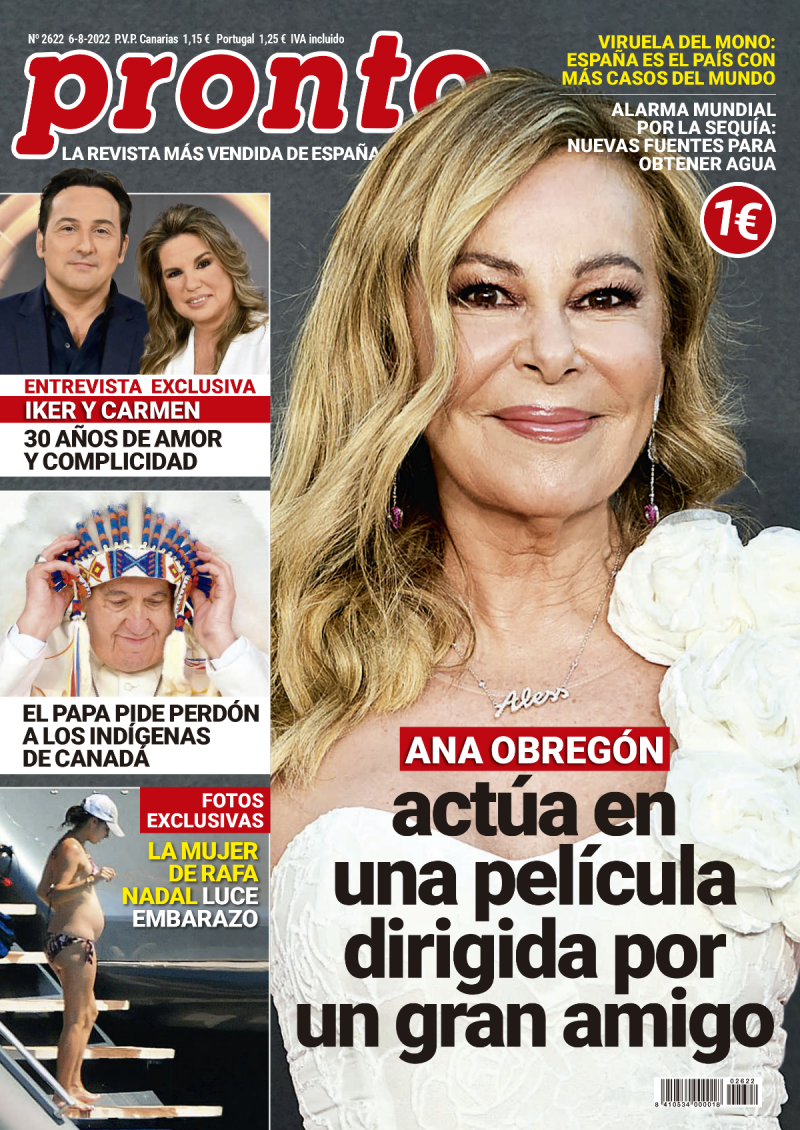 Nº 2622 6-8-2022 P.V.P. Canarias 1,15 € Portugal 1,25 € IVA incluido
pronto
LA REVISTA MÁS VENDIDA DE ESPAÑA
VIRUELA DEL MONO:
ESPAÑA ES EL PAÍS CON
MÁS CASOS DEL MUNDO
ALARMA MUNDIAL
POR LA SEQUÍA:
NUEVAS FUENTES PARA
OBTENER AGUA
1€
ENTREVISTA EXCLUSIVA
IKER Y CARMEN
30 AÑOS DE AMOR
Y COMPLICIDAD
EL PAPA PIDE PERDÓN
A LOS INDÍGENAS
DE CANADÁ
FOTOS
EXCLUSIVAS
LA MUJER
DE RAFA
NADAL LUCE
EMBARAZO
Aless
ANA OBREGÓN
actúa en
una película
dirigida por
un gran amigo
02622
8 410534 000018